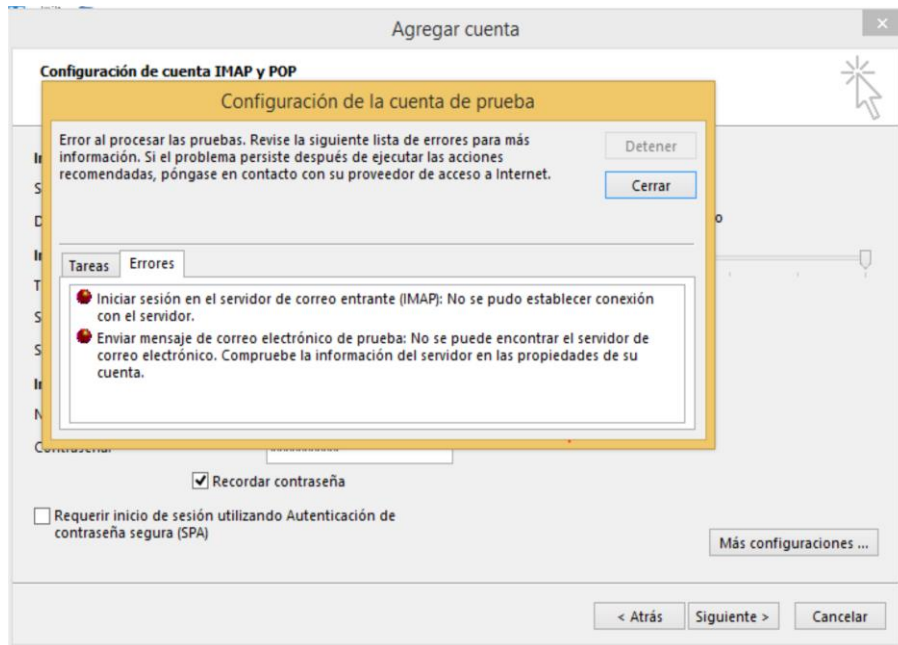 Agregar cuenta
Configuración de cuenta IMAP y POP
Configuración de la cuenta de prueba
Error al procesar las pruebas. Revise la siguiente lista de errores para más
información. Si el problema persiste después de ejecutar las acciones
recomendadas, póngase en contacto con su proveedor de acceso a Internet.
Detener
Cerrar
Tareas
Errores
Iniciar sesión en el servidor de correo entrante (IMAP): No se pudo establecer conexión
con el servidor.
Enviar mensaje de correo electrónico de prueba: No se puede encontrar el servidor de
correo electrónico. Compruebe la información del servidor en las propiedades de su
cuenta.
Recordar contraseña
Requerir inicio de sesión utilizando Autenticación de
contraseña segura (SPA)
Más configuraciones ...
< Atrás
Siguiente >
Cancelar